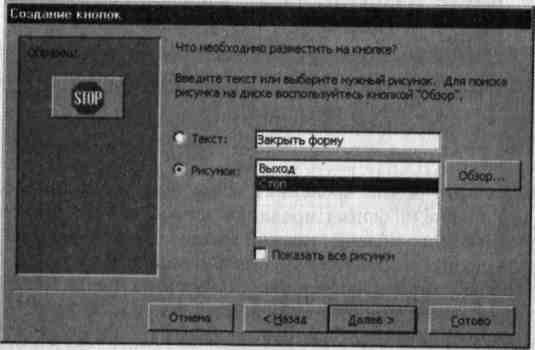 Создание кнопок
Образец:
STOP
Что необходимо разместить на кнопке?
Введите текст или выберите нужный рисунок. Для поиска
рисунка на диске воспользуйтесь кнопкой "Обзор".
Текст:
Закрыть форму
Рисунок:
Выход
Стоп
Обзор...
Показать все рисунки
Отмена
< Назад
Далее >
Готово